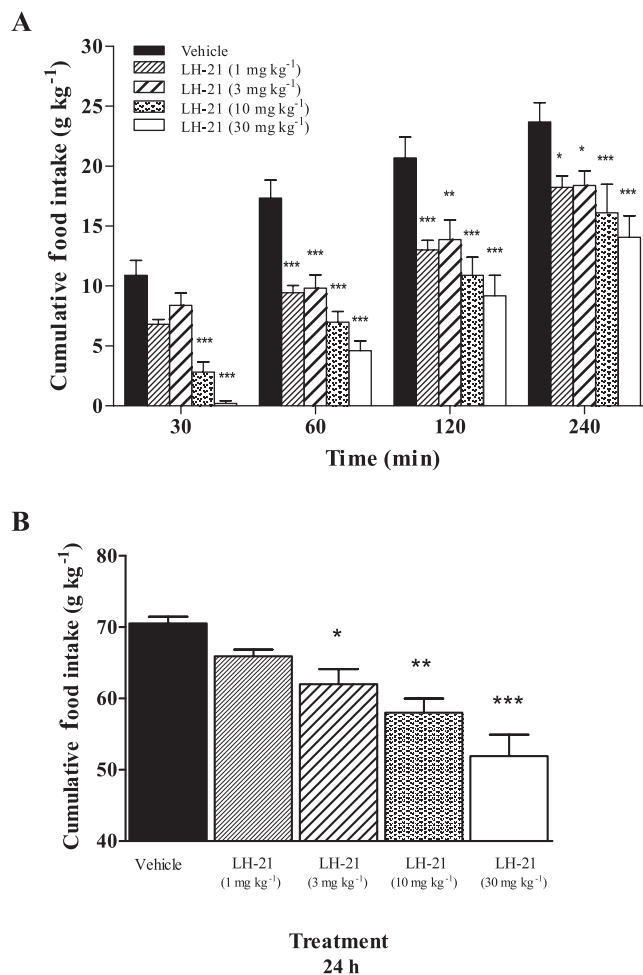 A
Cumulative food intake (g kg⁻¹)
30
25
20
15
10
5
0
Vehicle
LH-21 (1 mg kg⁻¹)
LH-21 (3 mg kg⁻¹)
LH-21 (10 mg kg⁻¹)
LH-21 (30 mg kg⁻¹)
*** ***
*** *** *** ***
*** ** *** ***
* * *** ***
30 60 120 240
Time (min)
B
Cumulative food intake (g kg⁻¹)
80
70
60
50
40
* ** ***
Vehicle LH-21 LH-21 LH-21 LH-21
(1 mg kg⁻¹) (3 mg kg⁻¹) (10 mg kg⁻¹) (30 mg kg⁻¹)
Treatment
24 h